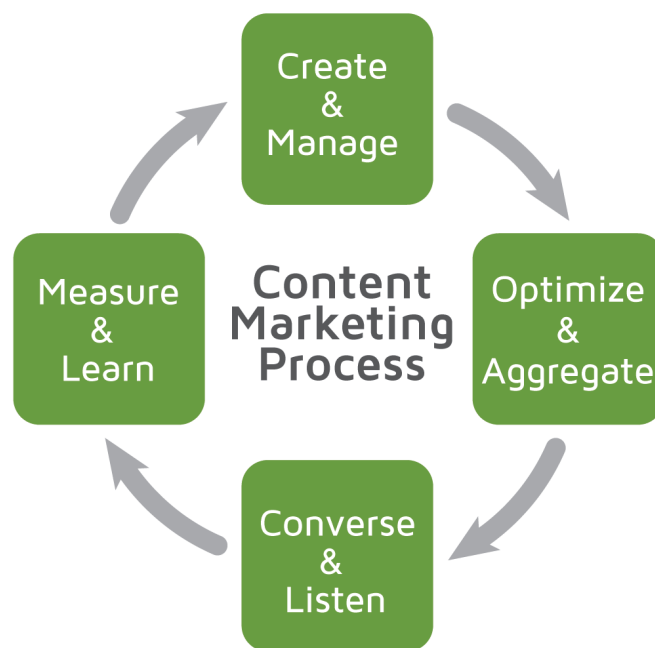 Create
&
Manage
Content
Marketing
Process
Optimize
&
Aggregate
Converse
&
Listen
Measure
&
Learn